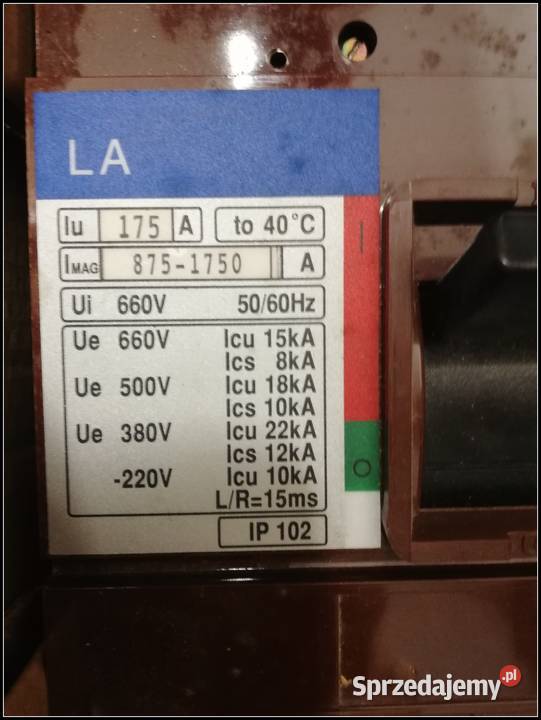 LA
Iu 175 A to 40°C
IMAG 875-1750 A
Ui 660V 50/60Hz
Ue 660V Icu 15kA
Ics 8kA
Ue 500V Icu 18kA
Ics 10kA
Ue 380V Icu 22kA
Ics 12kA
-220V Icu 10kA
L/R=15ms
IP 102
I
O
Sprzedajemy.pl